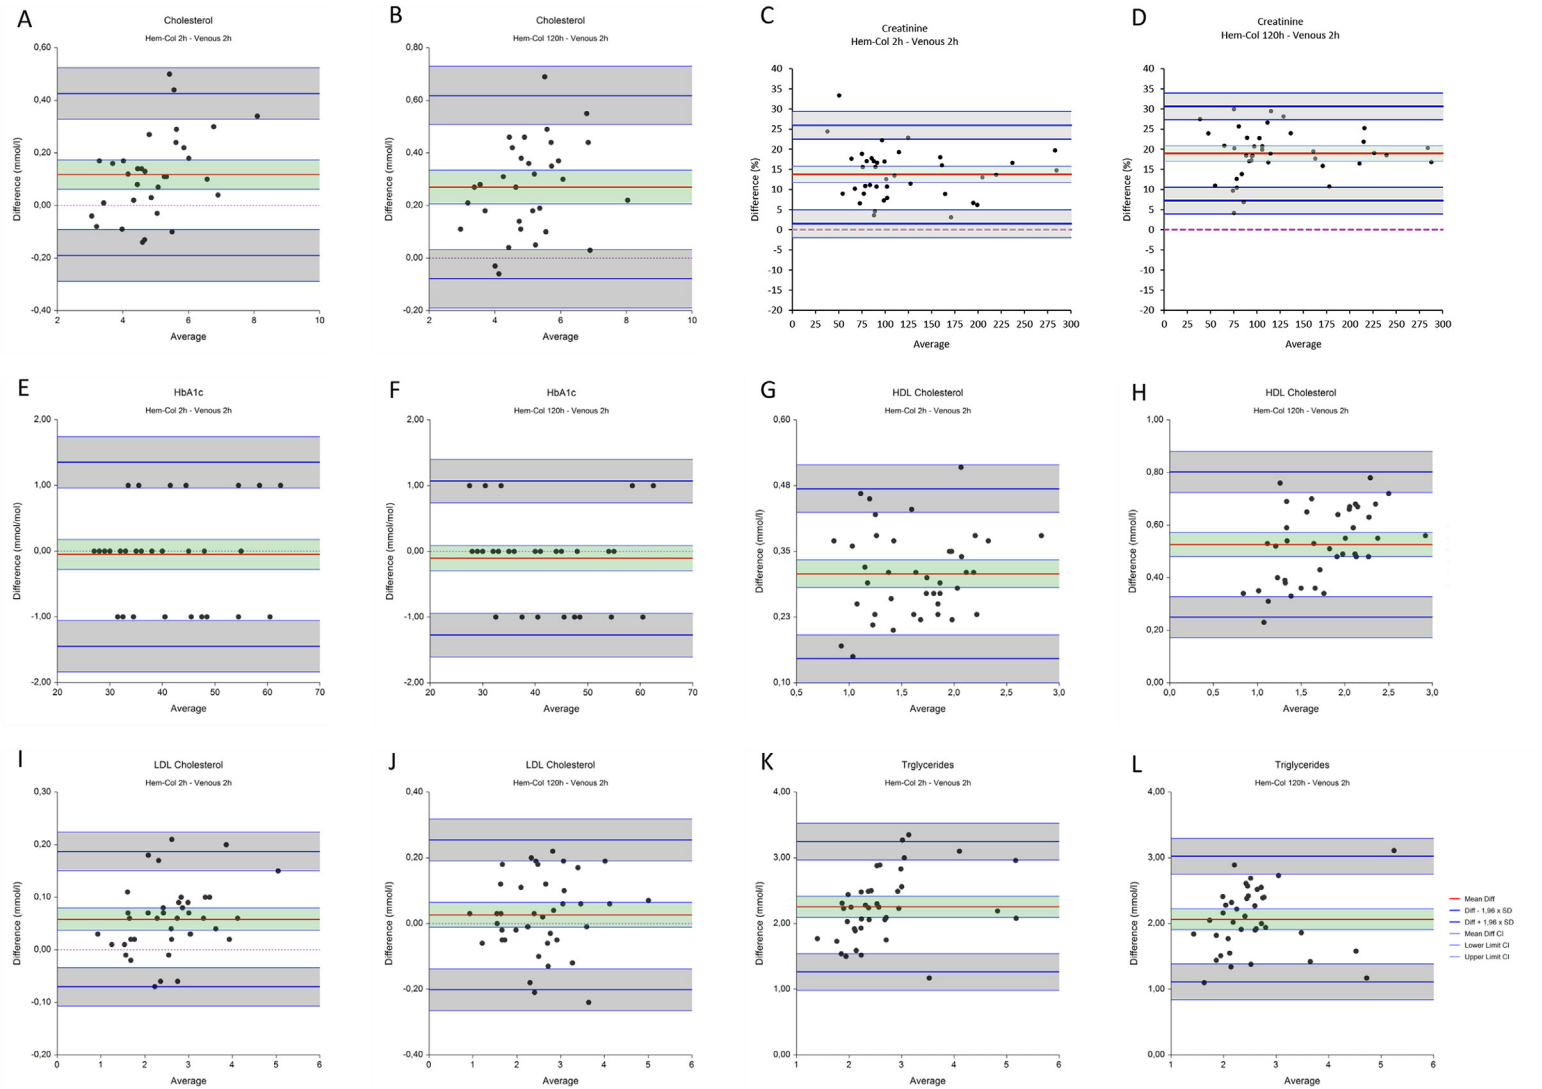 A
Cholesterol
Hem-Col 2h - Venous 2h
Difference (mmol/l)
0,60
0,40
0,20
0,00
-0,20
-0,40
2 4 6 8 10
Average
B
Cholesterol
Hem-Col 120h - Venous 2h
Difference (mmol/l)
0,80
0,60
0,40
0,20
0,00
-0,20
2 4 6 8 10
Average
C
Creatinine
Hem-Col 2h - Venous 2h
Difference (%)
40
35
30
25
20
15
10
5
0
-5
-10
-15
-20
0 25 50 75 100 125 150 175 200 225 250 275 300
Average
D
Creatinine
Hem-Col 120h - Venous 2h
Difference (%)
40
35
30
25
20
15
10
5
0
-5
-10
-15
-20
0 25 50 75 100 125 150 175 200 225 250 275 300
Average
E
HbA1c
Hem-Col 2h - Venous 2h
Difference (mmol/mol)
2,00
1,00
0,00
-1,00
-2,00
20 30 40 50 60 70
Average
F
HbA1c
Hem-Col 120h - Venous 2h
Difference (mmol/mol)
2,00
1,00
0,00
-1,00
-2,00
20 30 40 50 60 70
Average
G
HDL Cholesterol
Hem-Col 2h - Venous 2h
Difference (mmol/l)
0,60
0,48
0,35
0,23
0,10
0,5 1,0 1,5 2,0 2,5 3,0
Average
H
HDL Cholesterol
Hem-Col 120h - Venous 2h
Difference (mmol/l)
1,00
0,80
0,60
0,40
0,20
0,00
0,0 0,5 1,0 1,5 2,0 2,5 3,0
Average
I
LDL Cholesterol
Hem-Col 2h - Venous 2h
Difference (mmol/l)
0,30
0,20
0,10
0,00
-0,10
-0,20
0 1 2 3 4 5 6
Average
J
LDL Cholesterol
Hem-Col 120h - Venous 2h
Difference (mmol/l)
0,40
0,20
0,00
-0,20
-0,40
0 1 2 3 4 5 6
Average
K
Trglycerides
Hem-Col 2h - Venous 2h
Difference (mmol/l)
4,00
3,00
2,00
1,00
0,00
1 2 3 4 5 6
Average
L
Triglycerides
Hem-Col 120h - Venous 2h
Difference (mmol/l)
4,00
3,00
2,00
1,00
0,00
1 2 3 4 5 6
Average
Mean Diff
Diff - 1,96 x SD
Diff + 1,96 x SD
Mean Diff CI
Lower Limit CI
Upper Limit CI